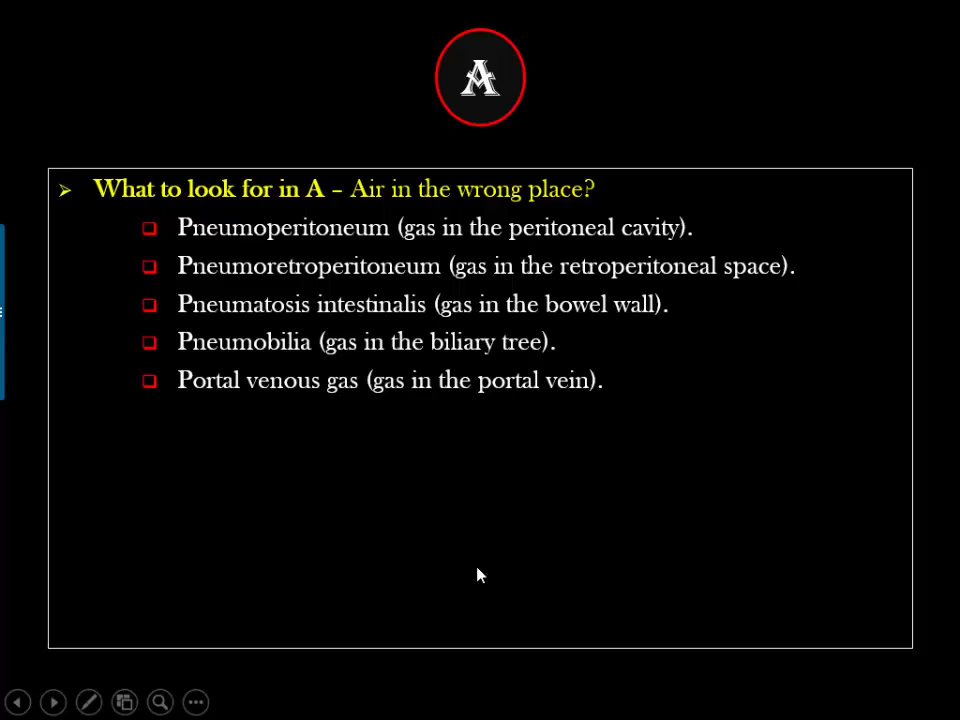 A
What to look for in A – Air in the wrong place?
Pneumoperitoneum (gas in the peritoneal cavity).
Pneumoretroperitoneum (gas in the retroperitoneal space).
Pneumatosis intestinalis (gas in the bowel wall).
Pneumobilia (gas in the biliary tree).
Portal venous gas (gas in the portal vein).